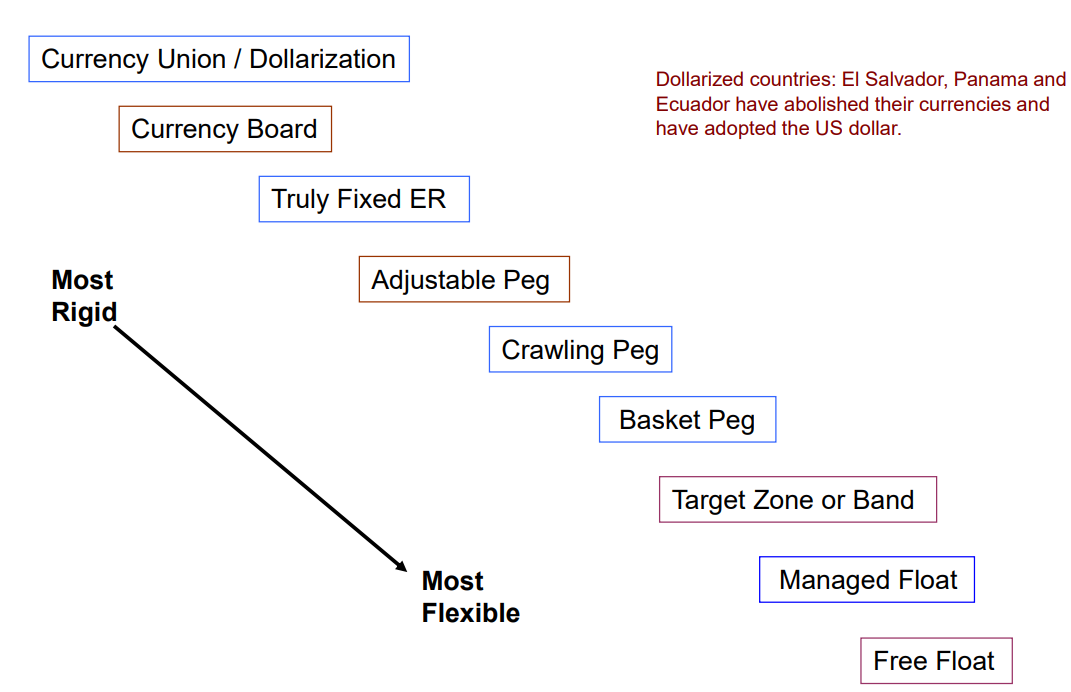 Currency Union / Dollarization
Dollarized countries: El Salvador, Panama and
Ecuador have abolished their currencies and
have adopted the US dollar.
Currency Board
Truly Fixed ER
Most
Rigid
Adjustable Peg
Crawling Peg
Basket Peg
Target Zone or Band
Most
Flexible
Managed Float
Free Float